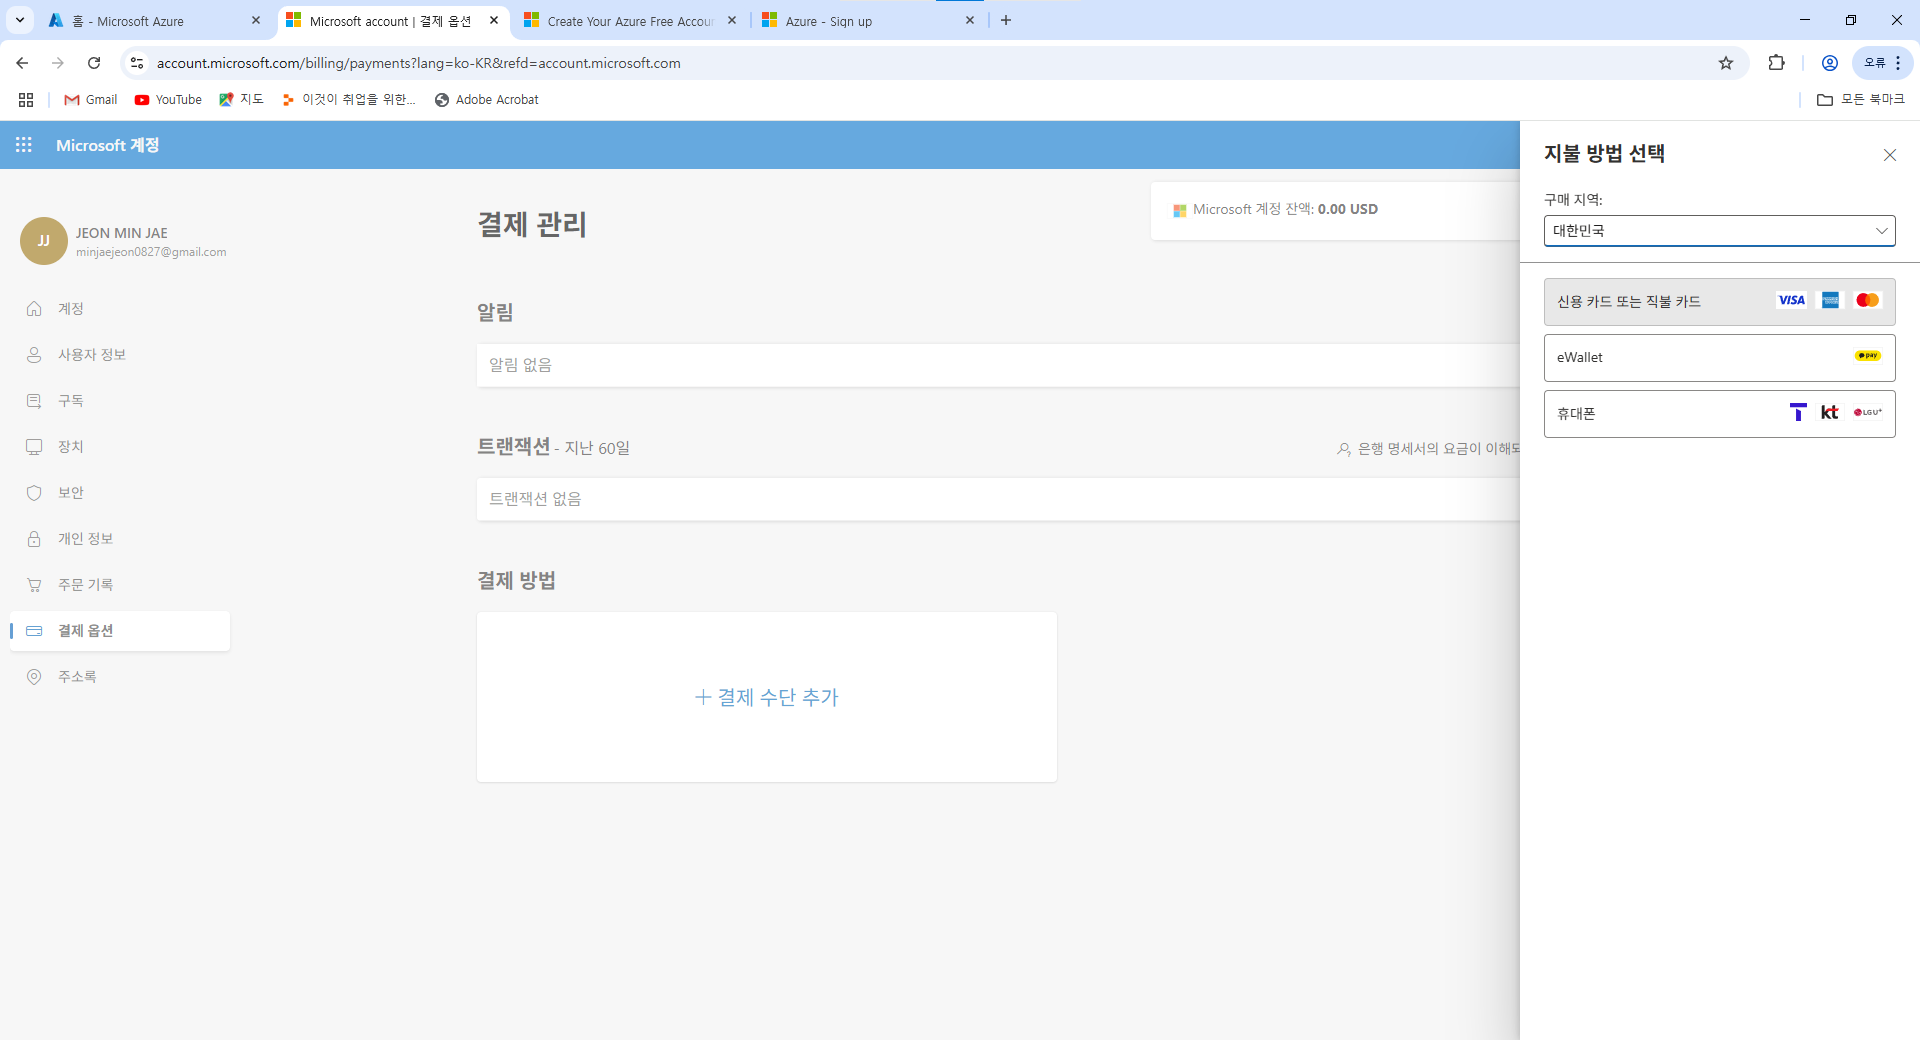 홈 - Microsoft Azure
Microsoft account | 결제 옵션
Create Your Azure Free Accour
Azure - Sign up
account.microsoft.com/billing/payments?lang=ko-KR&refd=account.microsoft.com
오류
Gmail
YouTube
지도
이것이 취업을 위한...
Adobe Acrobat
모든 북마크
Microsoft 계정
JJ
JEON MIN JAE
minjaejeon0827@gmail.com
계정
사용자 정보
구독
장치
보안
개인 정보
주문 기록
결제 옵션
주소록
결제 관리
Microsoft 계정 잔액: 0.00 USD
알림
알림 없음
트랜잭션 - 지난 60일
은행 명세서의 요금이 이해되
트랜잭션 없음
결제 방법
결제 수단 추가
지불 방법 선택
구매 지역:
대한민국
신용 카드 또는 직불 카드
VISA
eWallet
pay
휴대폰
T kt LG U+